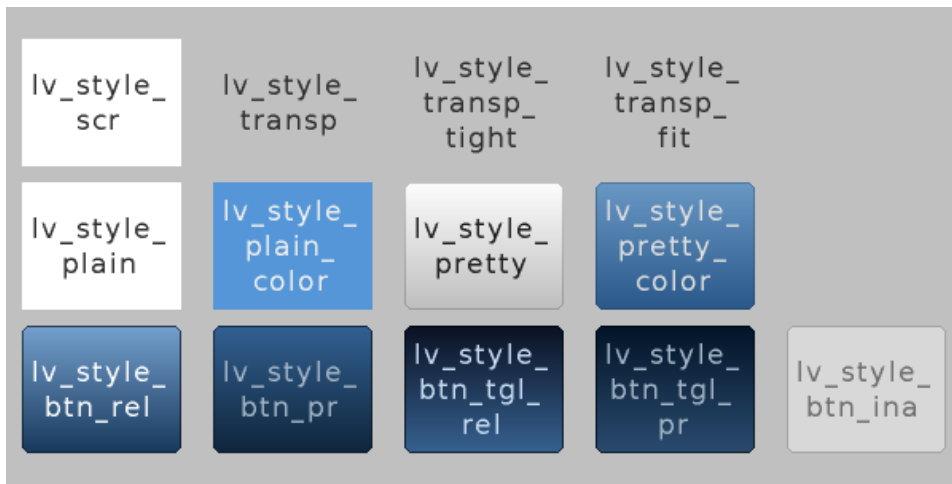 lv_style_
scr
lv_style_
transp
lv_style_
transp_
tight
lv_style_
transp_
fit
lv_style_
plain
lv_style_
plain_
color
lv_style_
pretty
lv_style_
pretty_
color
lv_style_
btn_rel
lv_style_
btn_pr
lv_style_
btn_tgl_
rel
lv_style_
btn_tgl_
pr
lv_style_
btn_ina